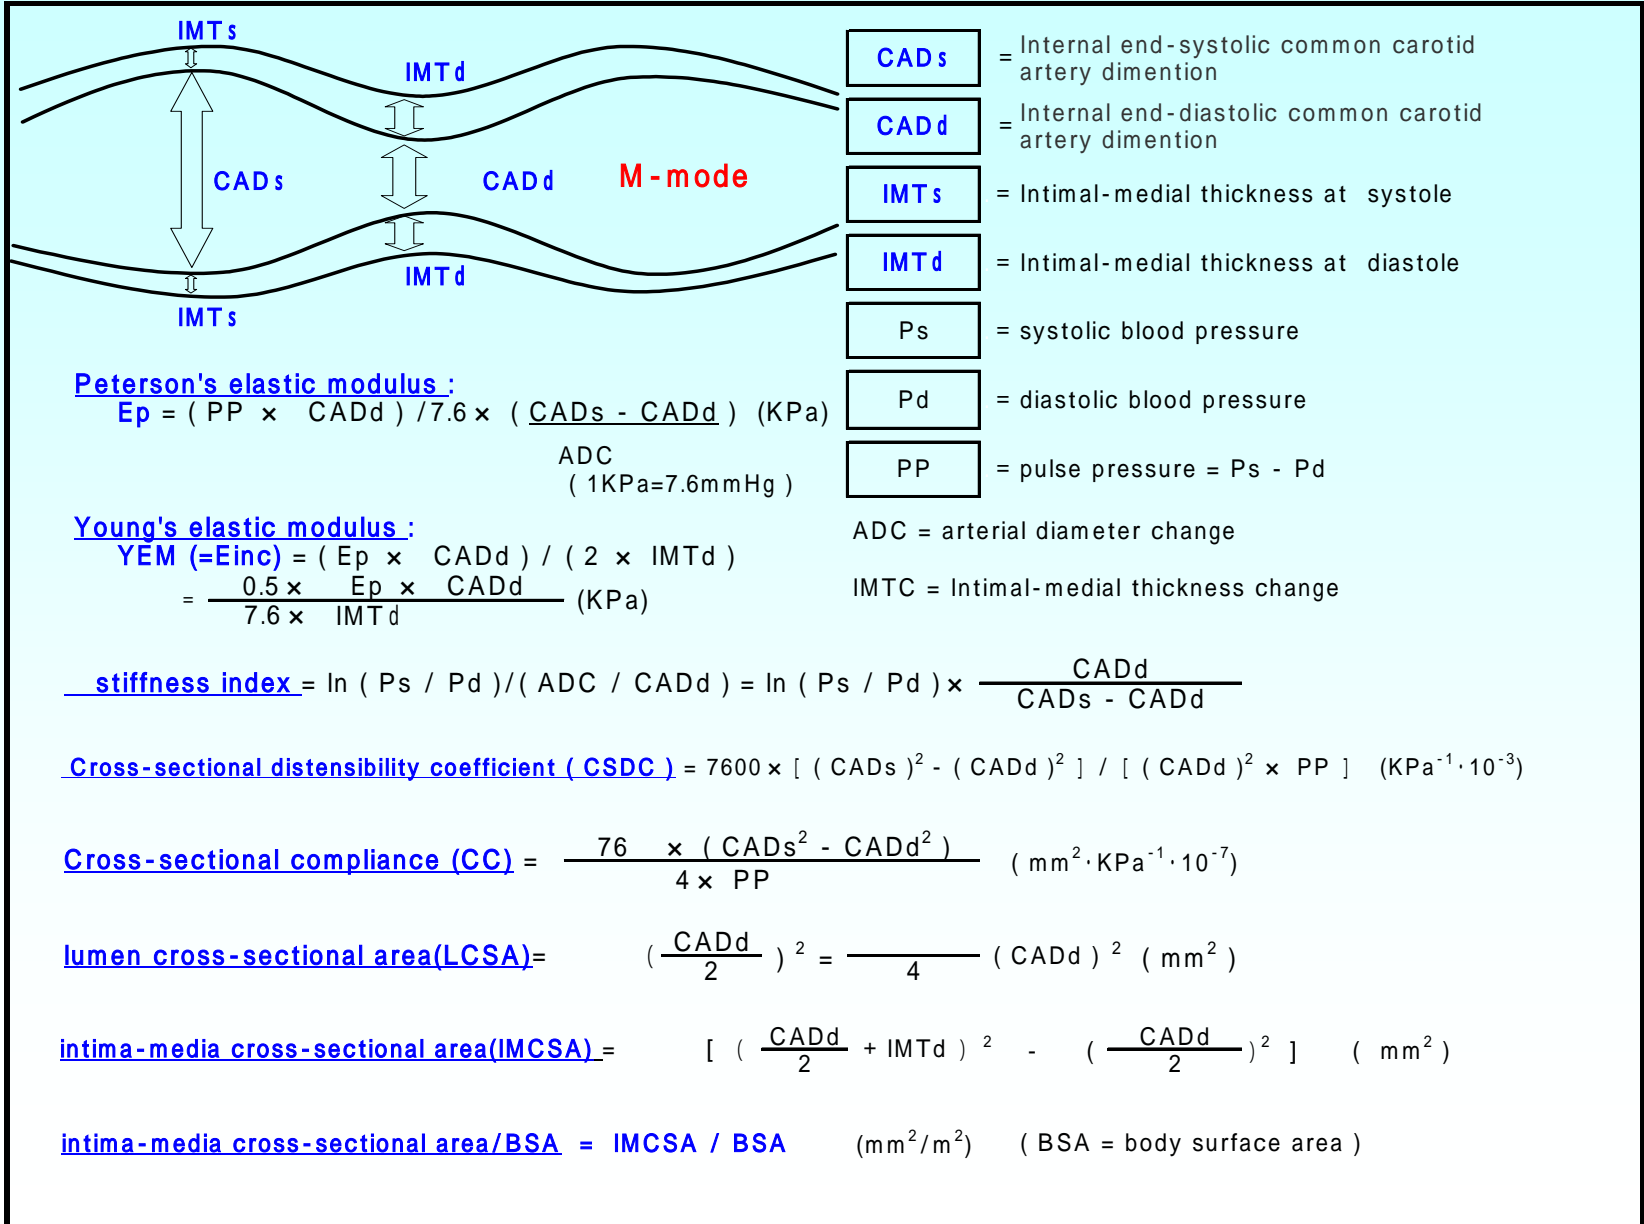 IMTs
IMTd
CADs
CADd
M-mode
IMTd
IMTs
CADs = Internal end-systolic common carotid
artery dimention
CADd = Internal end-diastolic common carotid
artery dimention
IMTs = Intimal-medial thickness at systole
IMTd = Intimal-medial thickness at diastole
Ps = systolic blood pressure
Pd = diastolic blood pressure
PP = pulse pressure = Ps - Pd
ADC = arterial diameter change
IMTC = Intimal-medial thickness change
Peterson's elastic modulus :
Ep = ( PP × CADd ) /7.6 × ( CADs - CADd ) (KPa)
ADC
( 1KPa=7.6mmHg )
Young's elastic modulus :
YEM (=Einc) = ( Ep × CADd ) / ( 2 × IMTd )
= 0.5 × Ep × CADd
7.6 × IMTd (KPa)
stiffness index = ln ( Ps / Pd )/( ADC / CADd ) = ln ( Ps / Pd ) × CADd
CADs - CADd
Cross-sectional distensibility coefficient ( CSDC ) = 7600 × [ ( CADs )² - ( CADd )² ] / [ ( CADd )² × PP ] (KPa⁻¹·10⁻³)
Cross-sectional compliance (CC) = 76 × ( CADs² - CADd² )
4 × PP ( mm²·KPa⁻¹·10⁻⁷)
lumen cross-sectional area(LCSA)= ( CADd
2 ) ² = 4 ( CADd ) ² ( mm² )
intima-media cross-sectional area(IMCSA) = [ ( CADd
2 + IMTd ) ² - ( CADd
2 )² ] ( mm² )
intima-media cross-sectional area/BSA = IMCSA / BSA (mm²/m²) ( BSA = body surface area )